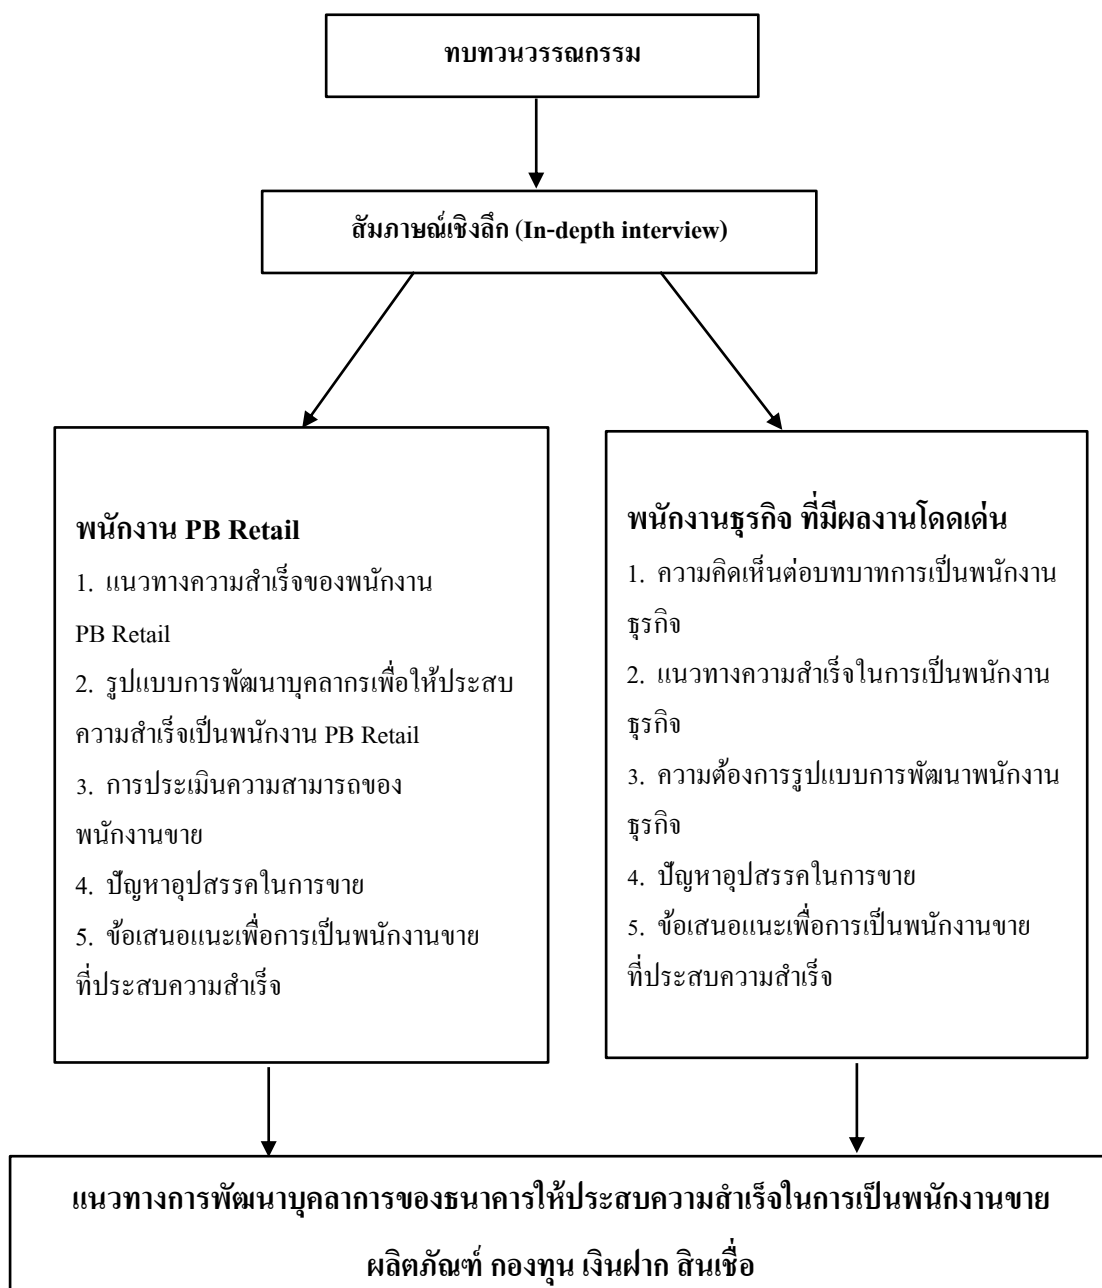 ทบทวนวรรณกรรม
สัมภาษณ์เชิงลึก (In-depth interview)
พนักงาน PB Retail
1. แนวทางความสำเร็จของพนักงาน
PB Retail
2. รูปแบบการพัฒนาบุคลากรเพื่อให้ประสบ
ความสำเร็จเป็นพนักงาน PB Retail
3. การประเมินความสามารถของ
พนักงานขาย
4. ปัญหาอุปสรรคในการขาย
5. ข้อเสนอแนะเพื่อการเป็นพนักงานขาย
ที่ประสบความสำเร็จ
พนักงานธุรกิจ ที่มีผลงานโดดเด่น
1. ความคิดเห็นต่อบทบาทการเป็นพนักงาน
ธุรกิจ
2. แนวทางความสำเร็จในการเป็นพนักงาน
ธุรกิจ
3. ความต้องการรูปแบบการพัฒนาพนักงาน
ธุรกิจ
4. ปัญหาอุปสรรคในการขาย
5. ข้อเสนอแนะเพื่อการเป็นพนักงานขาย
ที่ประสบความสำเร็จ
แนวทางการพัฒนาบุคลาการของธนาคารให้ประสบความสำเร็จในการเป็นพนักงานขาย
ผลิตภัณฑ์ กองทุน เงินฝาก สินเชื่อ